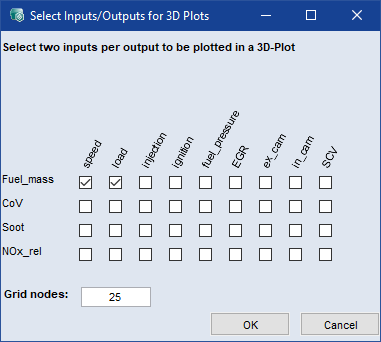 Select Inputs/Outputs for 3D Plots
Select two inputs per output to be plotted in a 3D-Plot
speed load injection ignition fuel_pressure EGR ex_cam in_cam SCV
Fuel_mass
CoV
Soot
NOx_rel
Grid nodes: 25
OK Cancel